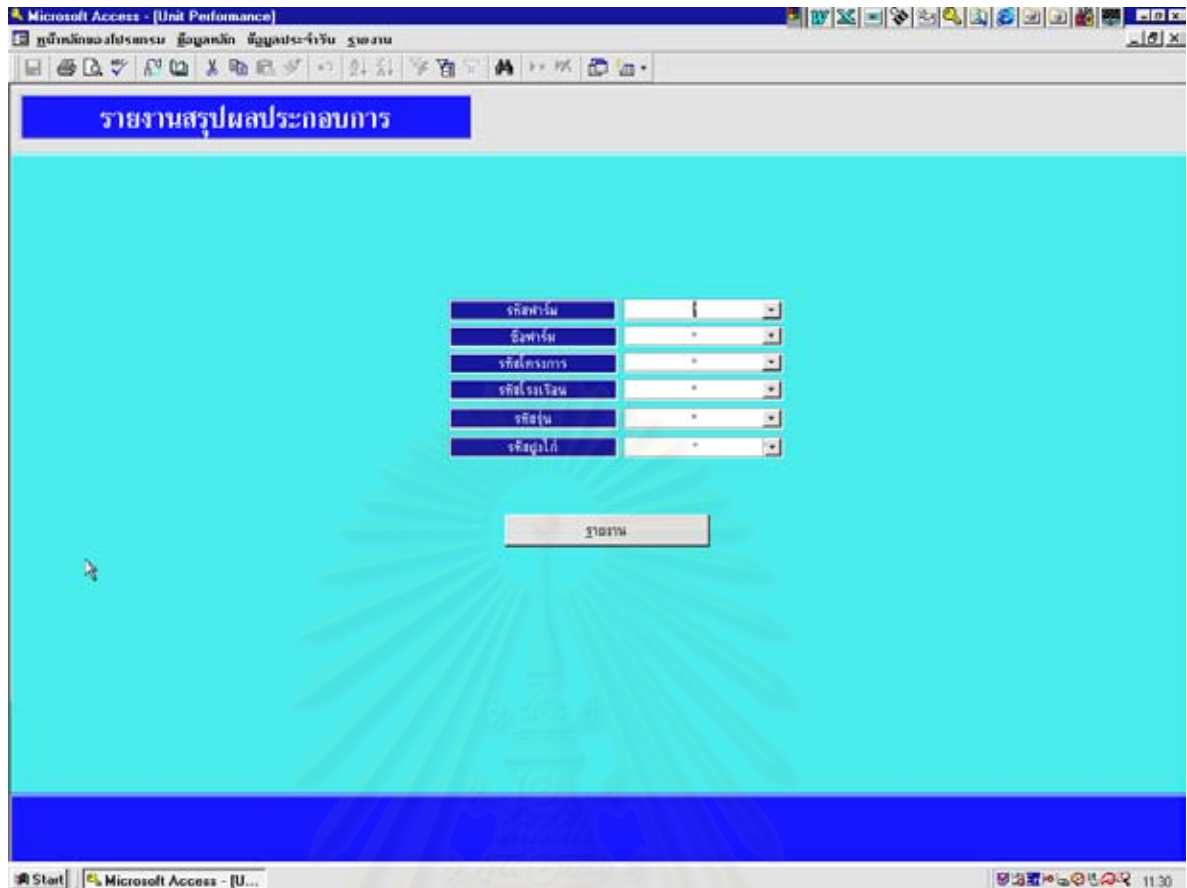 Microsoft Access - [Unit Performance]
หน้าหลักของโปรแกรม ข้อมูลหลัก ข้อมูลประจำวัน รายงาน
รายงานสรุปผลประกอบการ
รหัสฟาร์ม
ชื่อฟาร์ม *
รหัสโครงการ *
รหัสโรงเรือน *
รหัสรุ่น *
รหัสฝูงไก่ *
รายงาน
Start Microsoft Access - [U... 11:30